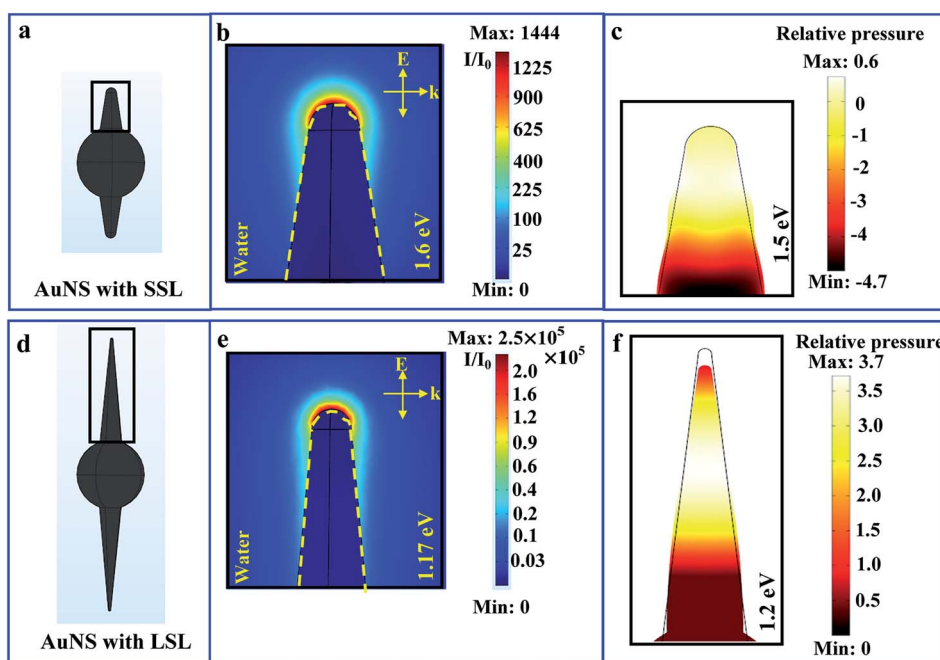 a
AuNS with SSL
b
Max: 1444
I/I₀
1225
900
625
400
225
100
25
Min: 0
E
k
Water
1.6 eV
c
Relative pressure
Max: 0.6
0
-1
-2
-3
-4
Min: -4.7
1.5 eV
d
AuNS with LSL
e
Max: 2.5×10⁵
I/I₀ ×10⁵
2.0
1.6
1.2
0.9
0.6
0.4
0.2
0.1
0.03
Min: 0
E
k
Water
1.17 eV
f
Relative pressure
Max: 3.7
3.5
3.0
2.5
2.0
1.5
1.0
0.5
Min: 0
1.2 eV